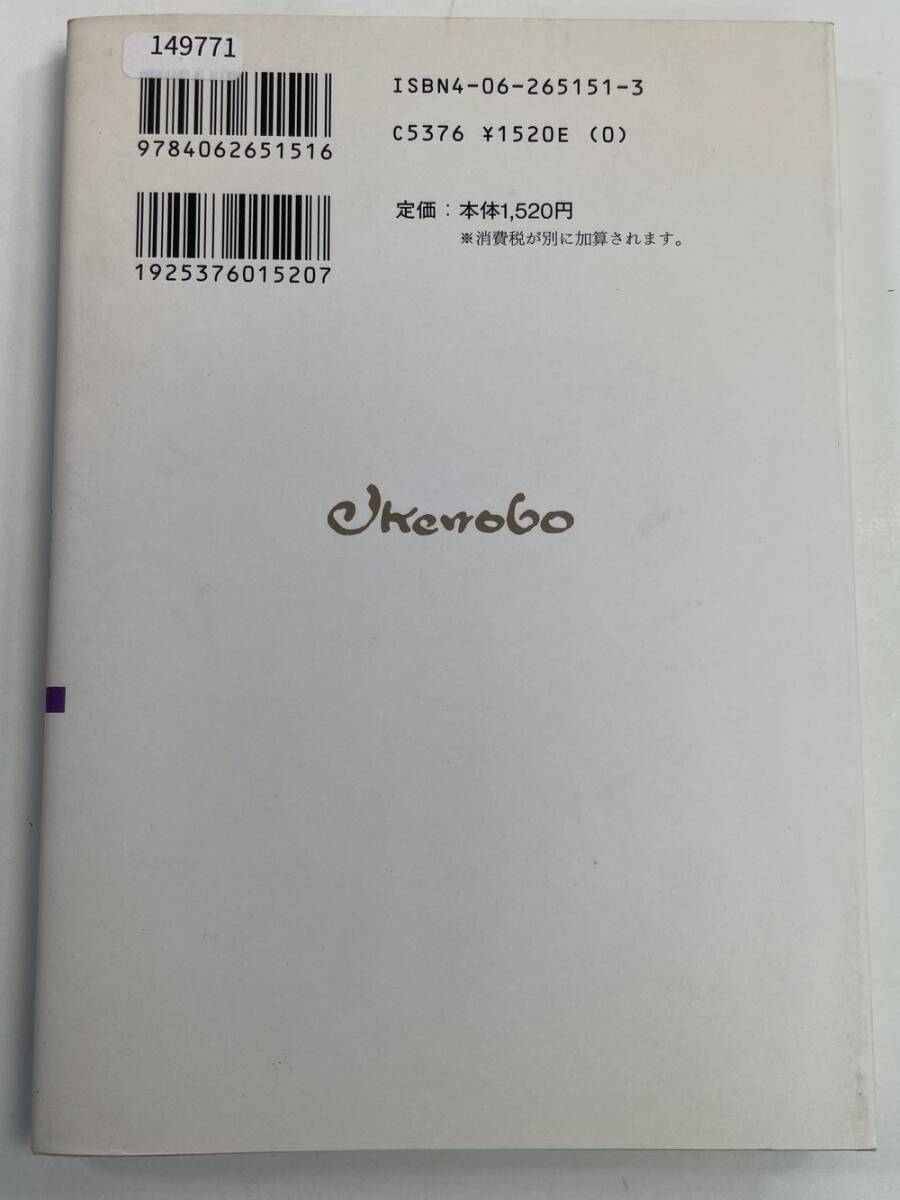 149771
9784062651516
ISBN4-06-265151-3
C5376 ¥1520E (0)
1925376015207
定価：本体1,520円
※消費税が別に加算されます。
Ikenobo